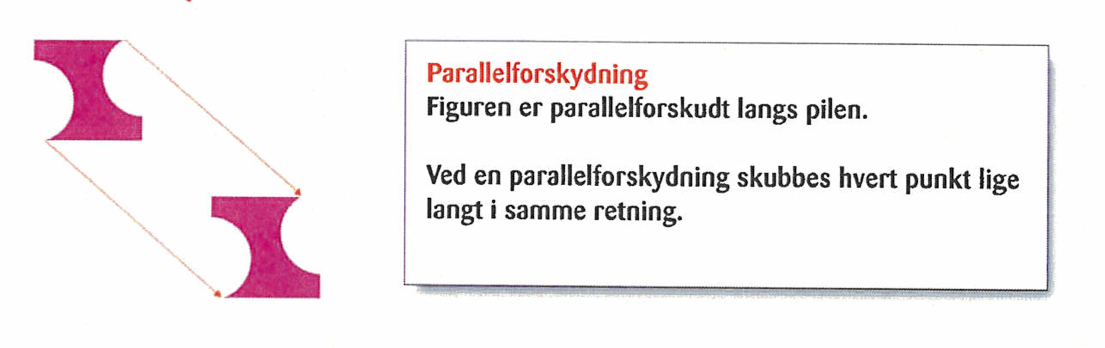 Parallelforskydning
Figuren er parallelforskudt langs pilen.
Ved en parallelforskydning skubbes hvert punkt lige
langt i samme retning.